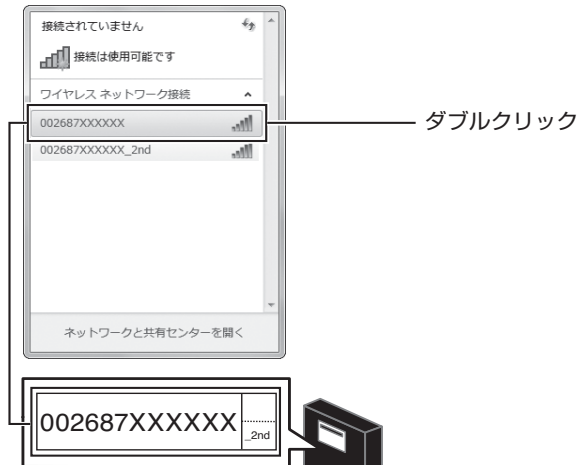 接続されていません
接続は使用可能です
ワイヤレス ネットワーク接続
002687XXXXXX
ダブルクリック
002687XXXXXX_2nd
ネットワークと共有センターを開く
002687XXXXXX
_2nd